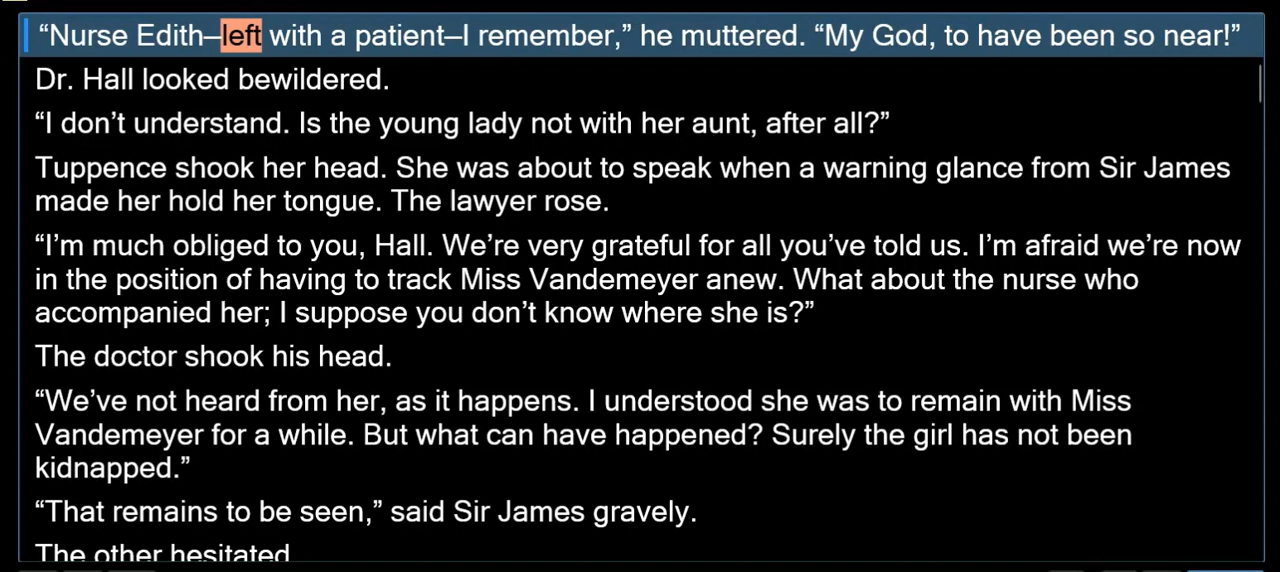 “Nurse Edith—left with a patient—I remember,” he muttered. “My God, to have been so near!”
Dr. Hall looked bewildered.
“I don’t understand. Is the young lady not with her aunt, after all?”
Tuppence shook her head. She was about to speak when a warning glance from Sir James
made her hold her tongue. The lawyer rose.
“I’m much obliged to you, Hall. We’re very grateful for all you’ve told us. I’m afraid we’re now
in the position of having to track Miss Vandemeyer anew. What about the nurse who
accompanied her; I suppose you don’t know where she is?”
The doctor shook his head.
“We’ve not heard from her, as it happens. I understood she was to remain with Miss
Vandemeyer for a while. But what can have happened? Surely the girl has not been
kidnapped.”
“That remains to be seen,” said Sir James gravely.
The other hesitated